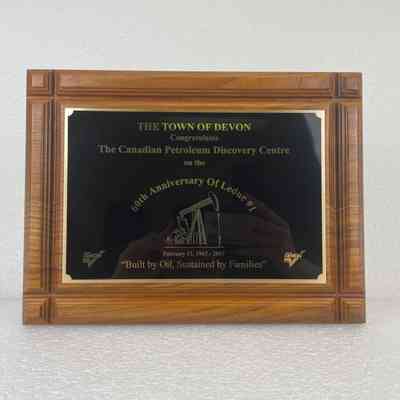 THE TOWN OF DEVON
Congratulates
The Canadian Petroleum Discovery Centre
on the
60th Anniversary Of Leduc #1
February 13, 1947 - 2007
"Built by Oil, Sustained by Families"